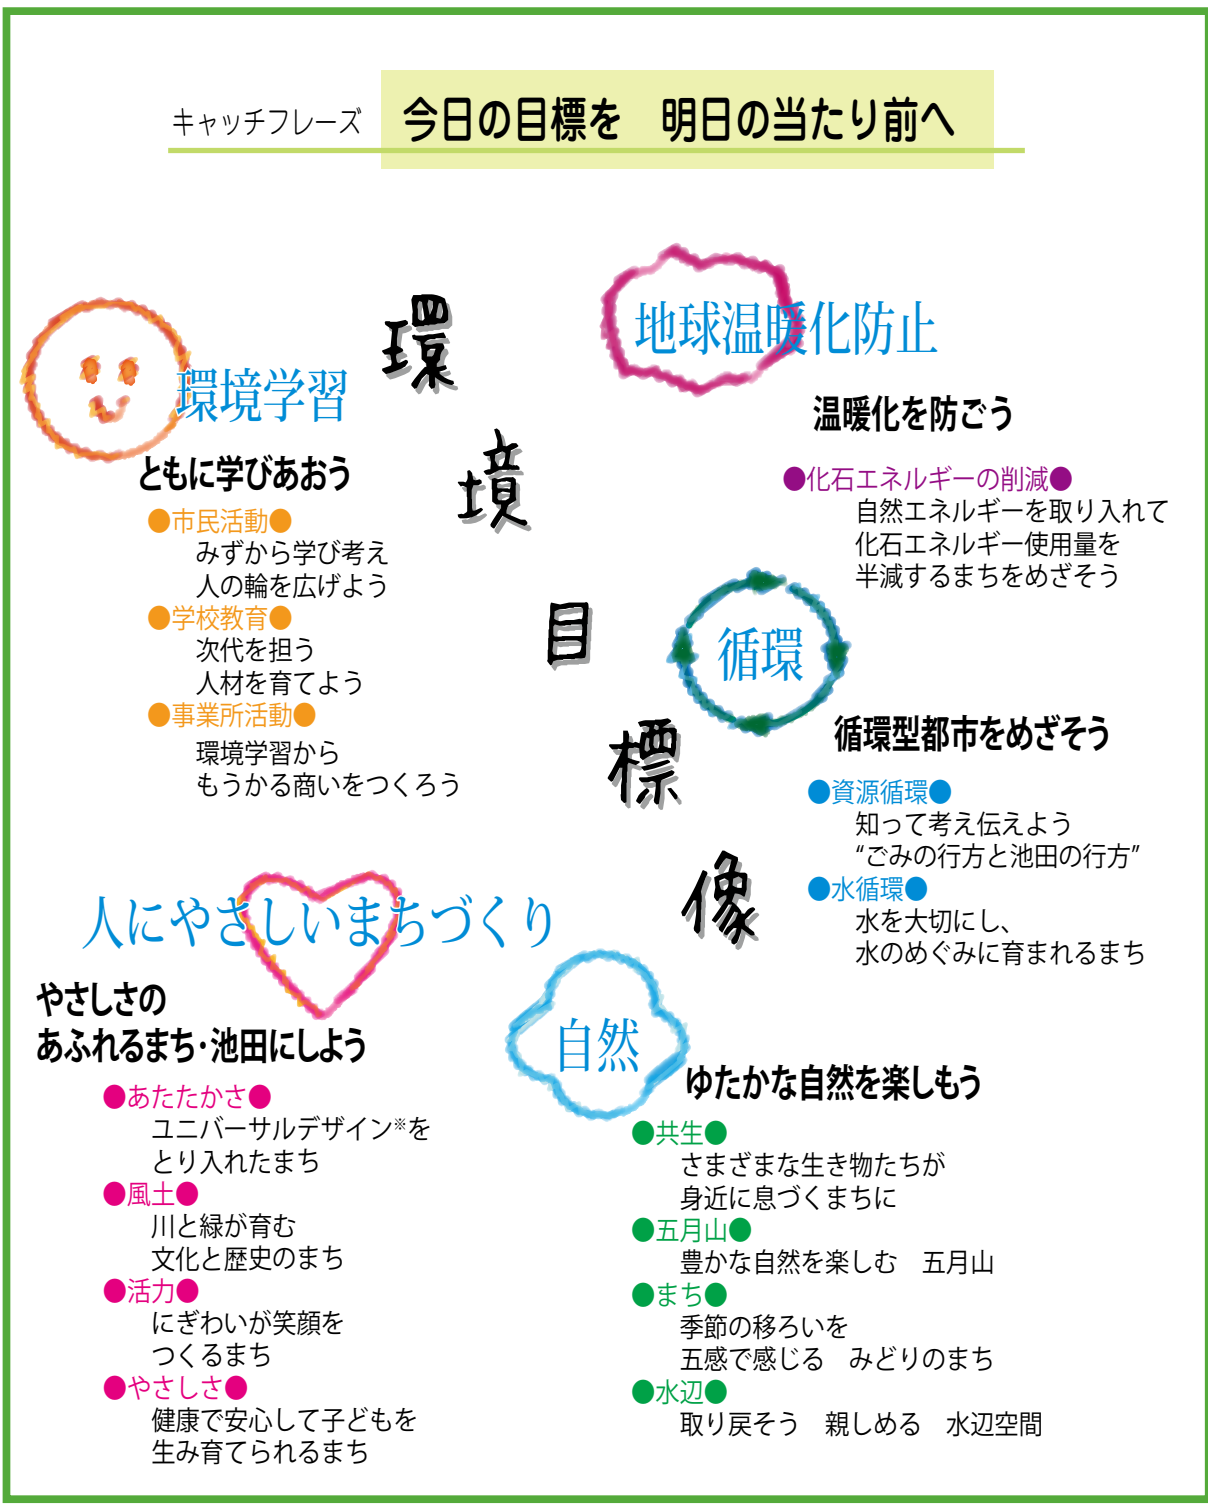 キャッチフレーズ　今日の目標を　明日の当たり前へ
環境目標像
環境学習
ともに学びあおう
●市民活動●
みずから学び考え
人の輪を広げよう
●学校教育●
次代を担う
人材を育てよう
●事業所活動●
環境学習から
もうかる商いをつくろう
地球温暖化防止
温暖化を防ごう
●化石エネルギーの削減●
自然エネルギーを取り入れて
化石エネルギー使用量を
半減するまちをめざそう
循環
循環型都市をめざそう
●資源循環●
知って考え伝えよう
“ごみの行方と池田の行方”
●水循環●
水を大切にし、
水のめぐみに育まれるまち
人にやさしいまちづくり
やさしさの
あふれるまち・池田にしよう
●あたたかさ●
ユニバーサルデザイン※を
とり入れたまち
●風土●
川と緑が育む
文化と歴史のまち
●活力●
にぎわいが笑顔を
つくるまち
●やさしさ●
健康で安心して子どもを
生み育てられるまち
自然
ゆたかな自然を楽しもう
●共生●
さまざまな生き物たちが
身近に息づくまちに
●五月山●
豊かな自然を楽しむ　五月山
●まち●
季節の移ろいを
五感で感じる　みどりのまち
●水辺●
取り戻そう　親しめる　水辺空間